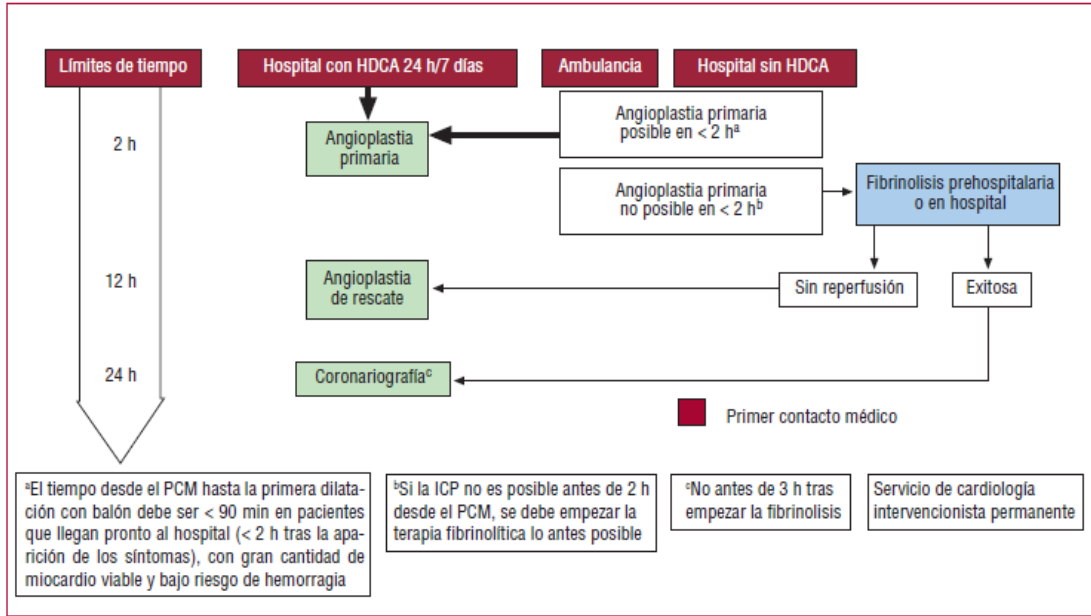 Límites de tiempo
Hospital con HDCA 24 h/7 días
Ambulancia
Hospital sin HDCA
2 h
Angioplastia
primaria
Angioplastia primaria
posible en < 2 hᵃ
Angioplastia primaria
no posible en < 2 hᵇ
Fibrinolisis prehospitalaria
o en hospital
12 h
Angioplastia
de rescate
Sin reperfusión
Exitosa
24 h
Coronariografíaᶜ
Primer contacto médico
ᵃEl tiempo desde el PCM hasta la primera dilata-
ción con balón debe ser < 90 min en pacientes
que llegan pronto al hospital (< 2 h tras la apa-
rición de los síntomas), con gran cantidad de
miocardio viable y bajo riesgo de hemorragia
ᵇSi la ICP no es posible antes de 2 h
desde el PCM, se debe empezar la
terapia fibrinolítica lo antes posible
ᶜNo antes de 3 h tras
empezar la fibrinolisis
Servicio de cardiología
intervencionista permanente